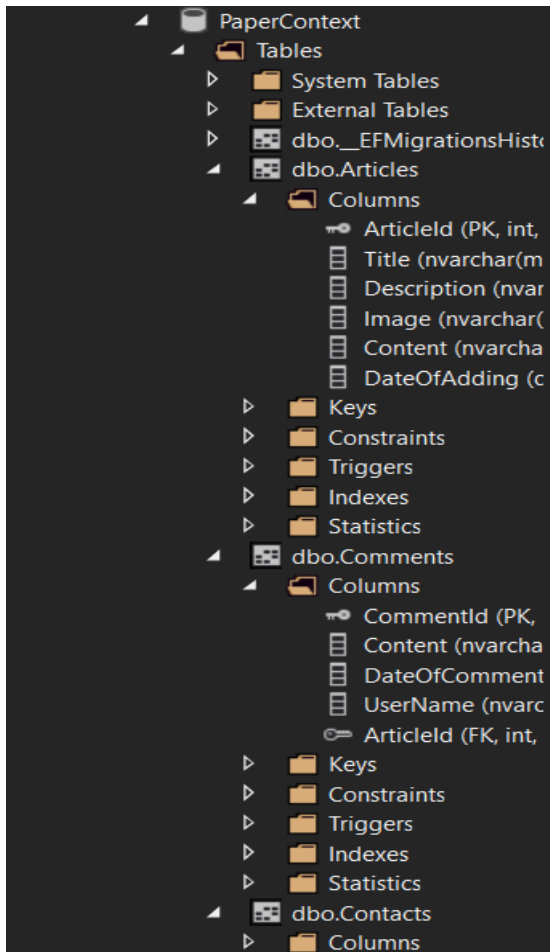 PaperContext
Tables
System Tables
External Tables
dbo.__EFMigrationsHisto
dbo.Articles
Columns
ArticleId (PK, int,
Title (nvarchar(m
Description (nvar
Image (nvarchar(
Content (nvarcha
DateOfAdding (c
Keys
Constraints
Triggers
Indexes
Statistics
dbo.Comments
Columns
CommentId (PK,
Content (nvarcha
DateOfComment
UserName (nvarc
ArticleId (FK, int,
Keys
Constraints
Triggers
Indexes
Statistics
dbo.Contacts
Columns